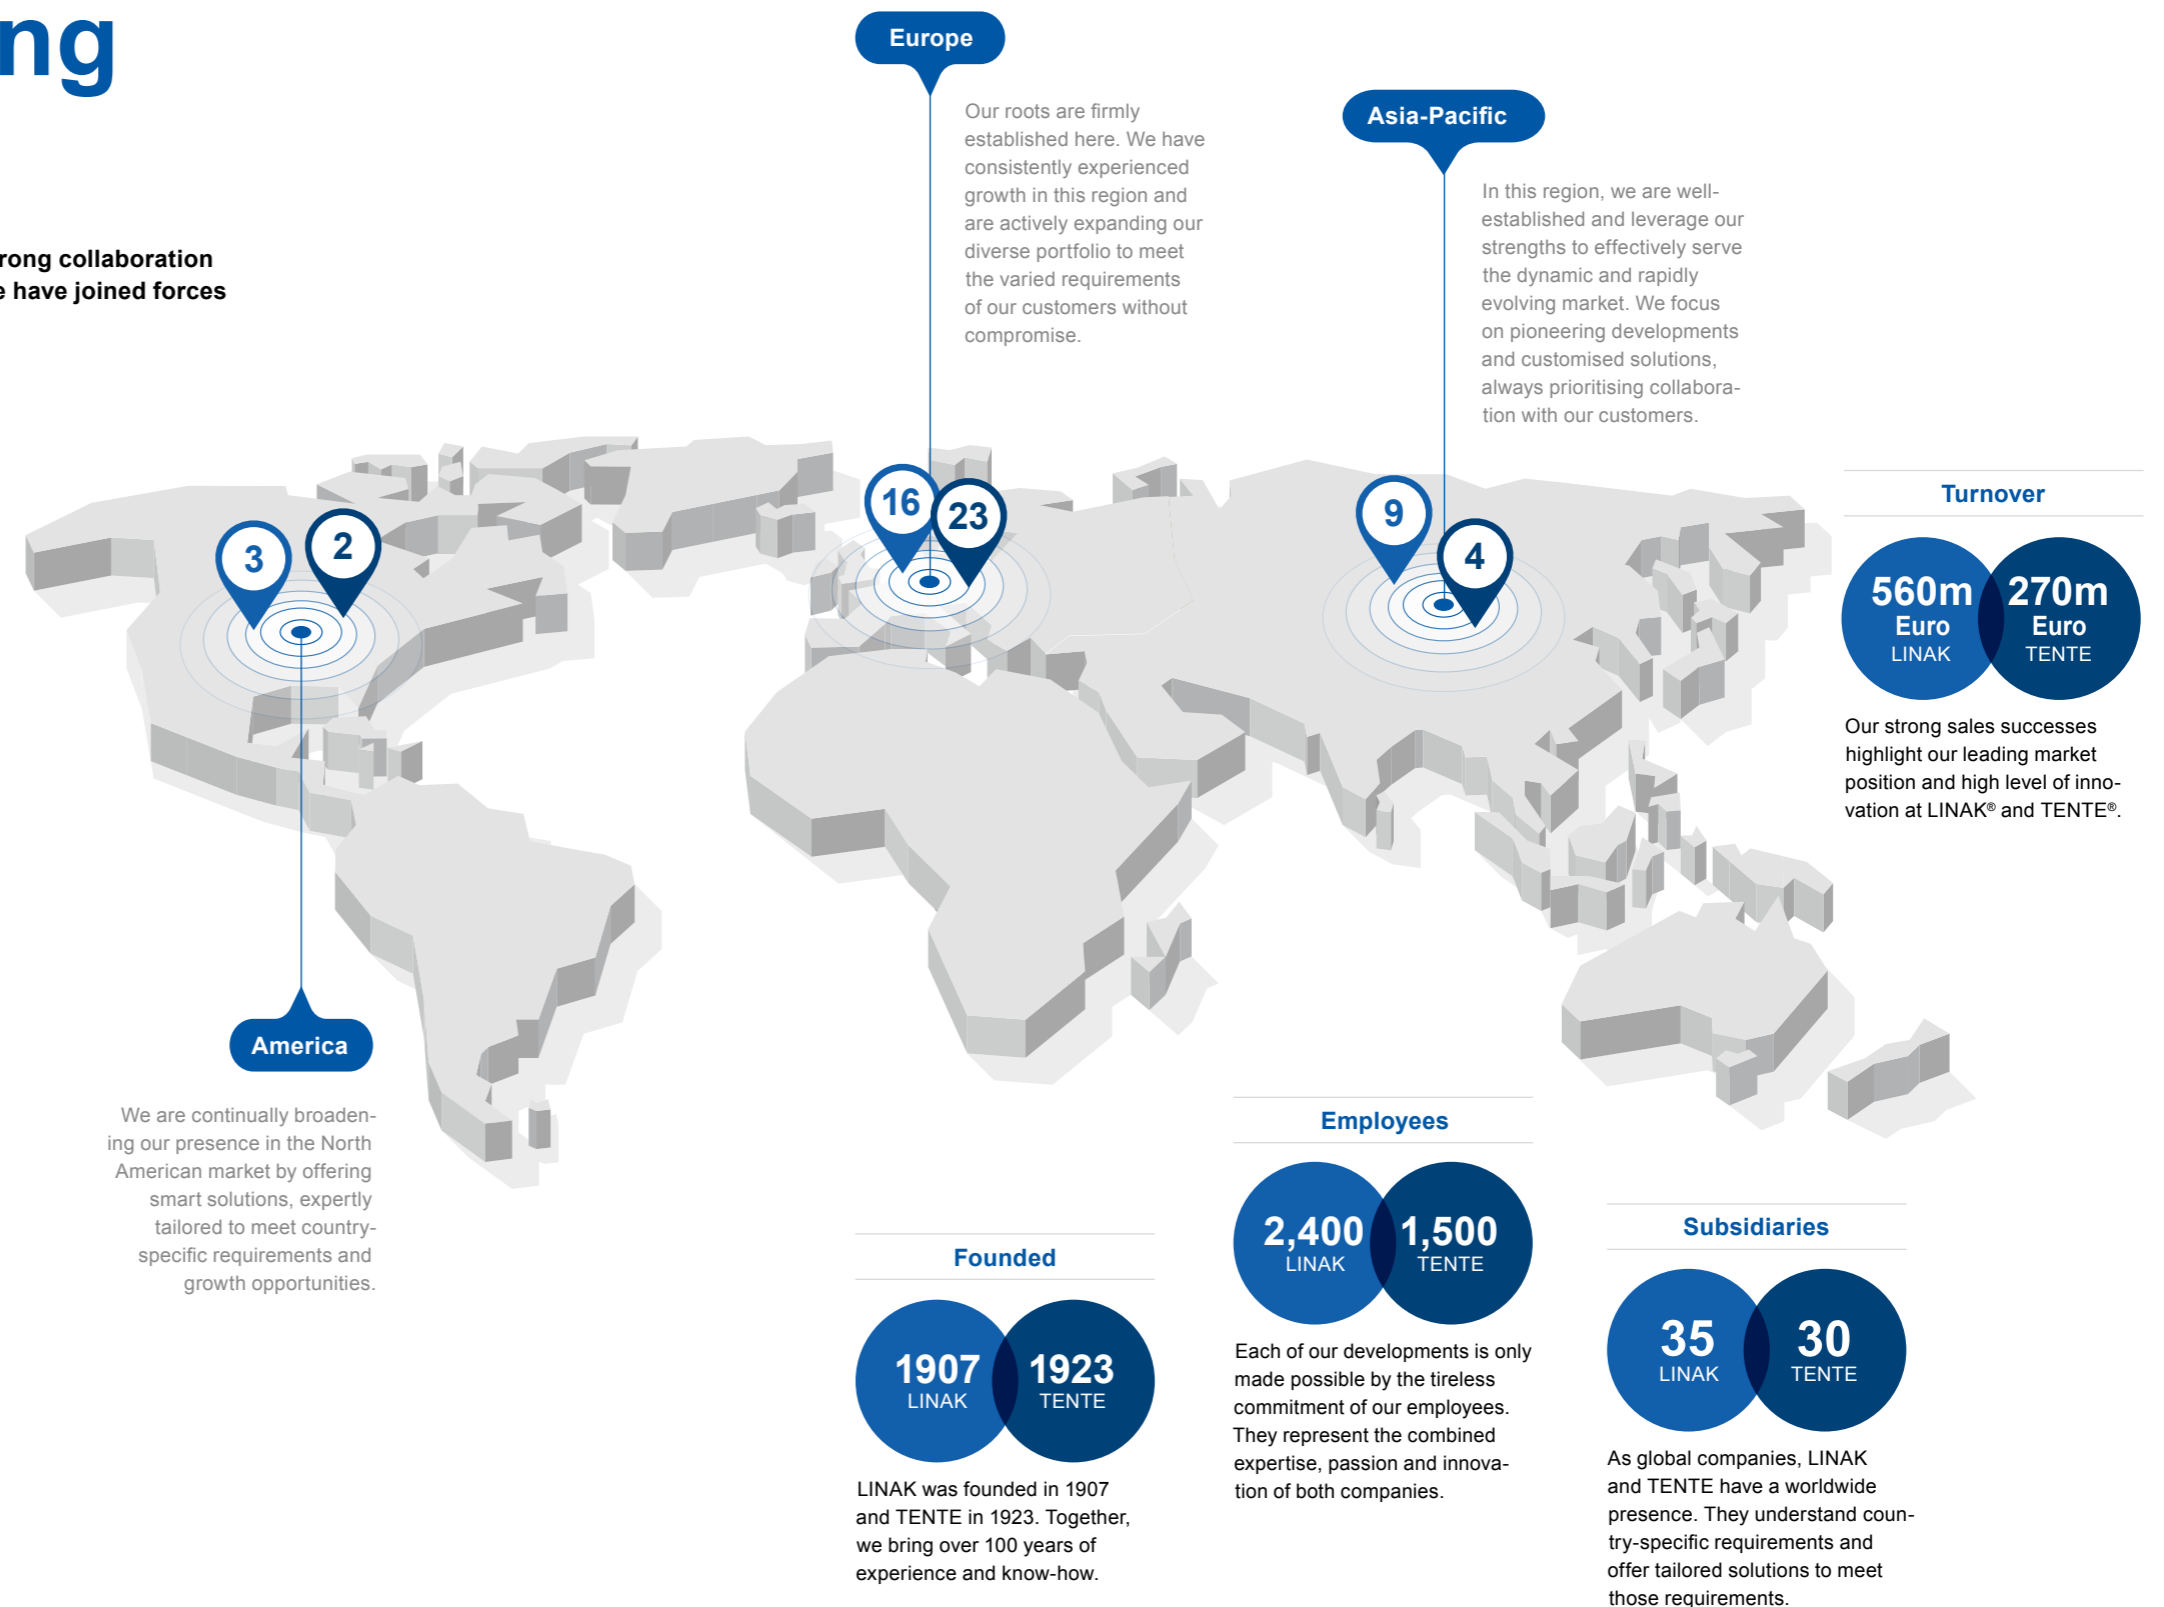 ng
rong collaboration
e have joined forces
Europe
Our roots are firmly
established here. We have
consistently experienced
growth in this region and
are actively expanding our
diverse portfolio to meet
the varied requirements
of our customers without
compromise.
Asia-Pacific
In this region, we are well-
established and leverage our
strengths to effectively serve
the dynamic and rapidly
evolving market. We focus
on pioneering developments
and customised solutions,
always prioritising collabora-
tion with our customers.
3
2
16
23
9
4
Turnover
560m
Euro
LINAK
270m
Euro
TENTE
Our strong sales successes
highlight our leading market
position and high level of inno-
vation at LINAK® and TENTE®.
America
We are continually broaden-
ing our presence in the North
American market by offering
smart solutions, expertly
tailored to meet country-
specific requirements and
growth opportunities.
Founded
1907
LINAK
1923
TENTE
LINAK was founded in 1907
and TENTE in 1923. Together,
we bring over 100 years of
experience and know-how.
Employees
2,400
LINAK
1,500
TENTE
Each of our developments is only
made possible by the tireless
commitment of our employees.
They represent the combined
expertise, passion and innova-
tion of both companies.
Subsidiaries
35
LINAK
30
TENTE
As global companies, LINAK
and TENTE have a worldwide
presence. They understand coun-
try-specific requirements and
offer tailored solutions to meet
those requirements.